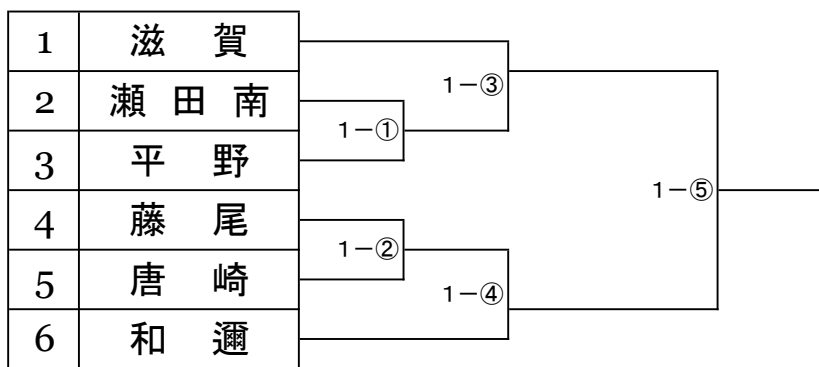 1 滋 賀
2 瀬 田 南
3 平 野
4 藤 尾
5 唐 崎
6 和 邇
1－①
1－②
1－③
1－④
1－⑤